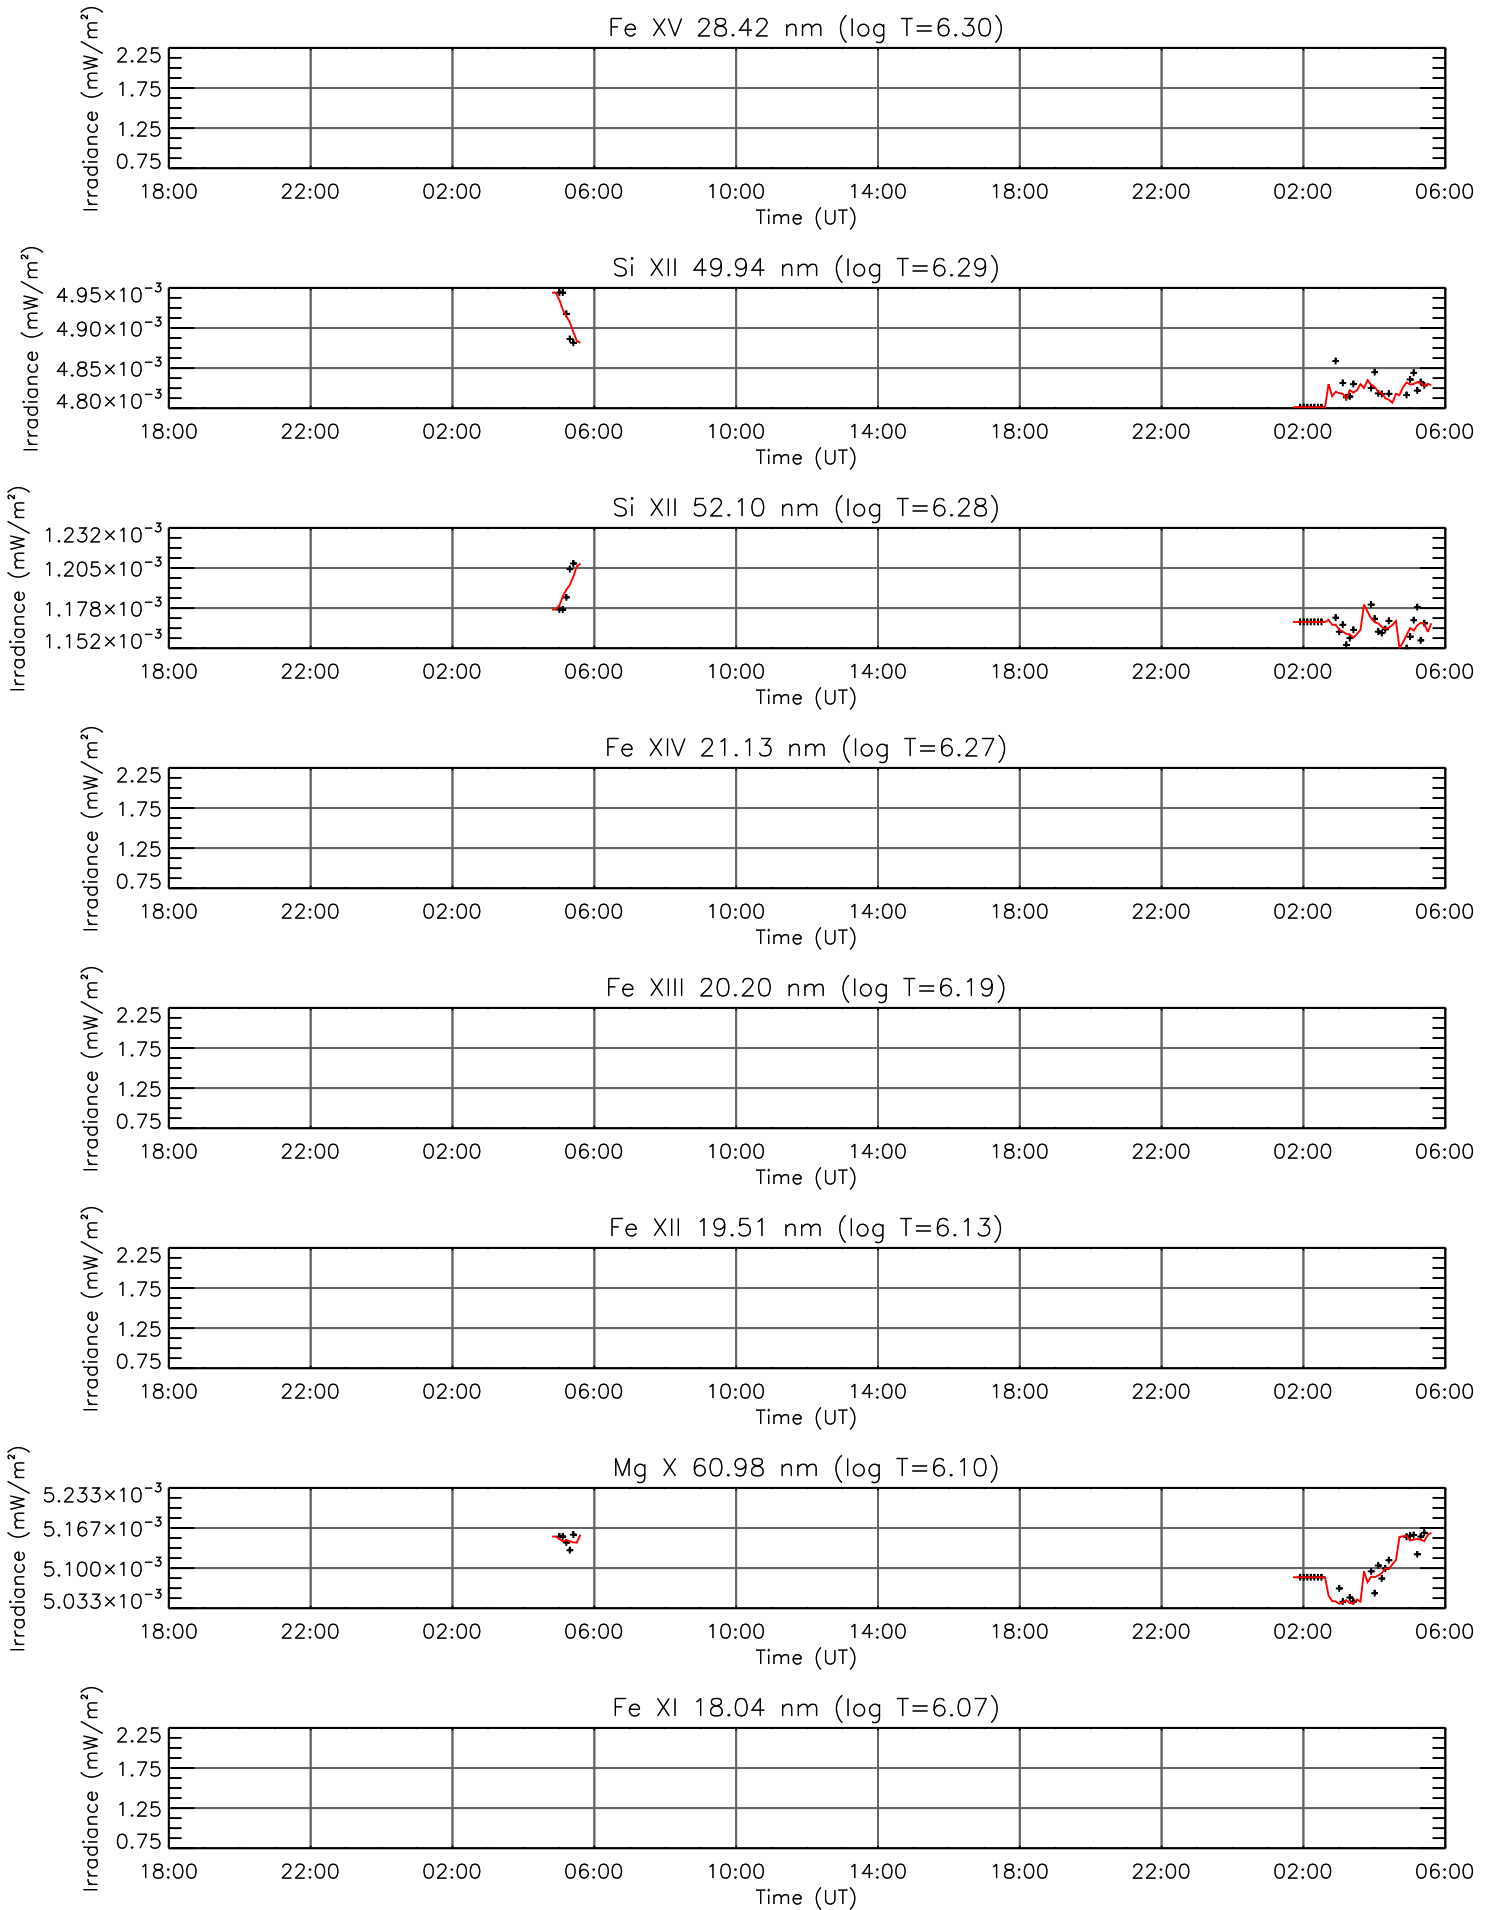 Fe XV 28.42 nm (log T=6.30)
Irradiance (mW/m²)
2.25
1.75
1.25
0.75
18:00 22:00 02:00 06:00 10:00 14:00 18:00 22:00 02:00 06:00
Time (UT)
Si XII 49.94 nm (log T=6.29)
Irradiance (mW/m²)
4.95×10⁻³
4.90×10⁻³
4.85×10⁻³
4.80×10⁻³
18:00 22:00 02:00 06:00 10:00 14:00 18:00 22:00 02:00 06:00
Time (UT)
Si XII 52.10 nm (log T=6.28)
Irradiance (mW/m²)
1.232×10⁻³
1.205×10⁻³
1.178×10⁻³
1.152×10⁻³
18:00 22:00 02:00 06:00 10:00 14:00 18:00 22:00 02:00 06:00
Time (UT)
Fe XIV 21.13 nm (log T=6.27)
Irradiance (mW/m²)
2.25
1.75
1.25
0.75
18:00 22:00 02:00 06:00 10:00 14:00 18:00 22:00 02:00 06:00
Time (UT)
Fe XIII 20.20 nm (log T=6.19)
Irradiance (mW/m²)
2.25
1.75
1.25
0.75
18:00 22:00 02:00 06:00 10:00 14:00 18:00 22:00 02:00 06:00
Time (UT)
Fe XII 19.51 nm (log T=6.13)
Irradiance (mW/m²)
2.25
1.75
1.25
0.75
18:00 22:00 02:00 06:00 10:00 14:00 18:00 22:00 02:00 06:00
Time (UT)
Mg X 60.98 nm (log T=6.10)
Irradiance (mW/m²)
5.233×10⁻³
5.167×10⁻³
5.100×10⁻³
5.033×10⁻³
18:00 22:00 02:00 06:00 10:00 14:00 18:00 22:00 02:00 06:00
Time (UT)
Fe XI 18.04 nm (log T=6.07)
Irradiance (mW/m²)
2.25
1.75
1.25
0.75
18:00 22:00 02:00 06:00 10:00 14:00 18:00 22:00 02:00 06:00
Time (UT)